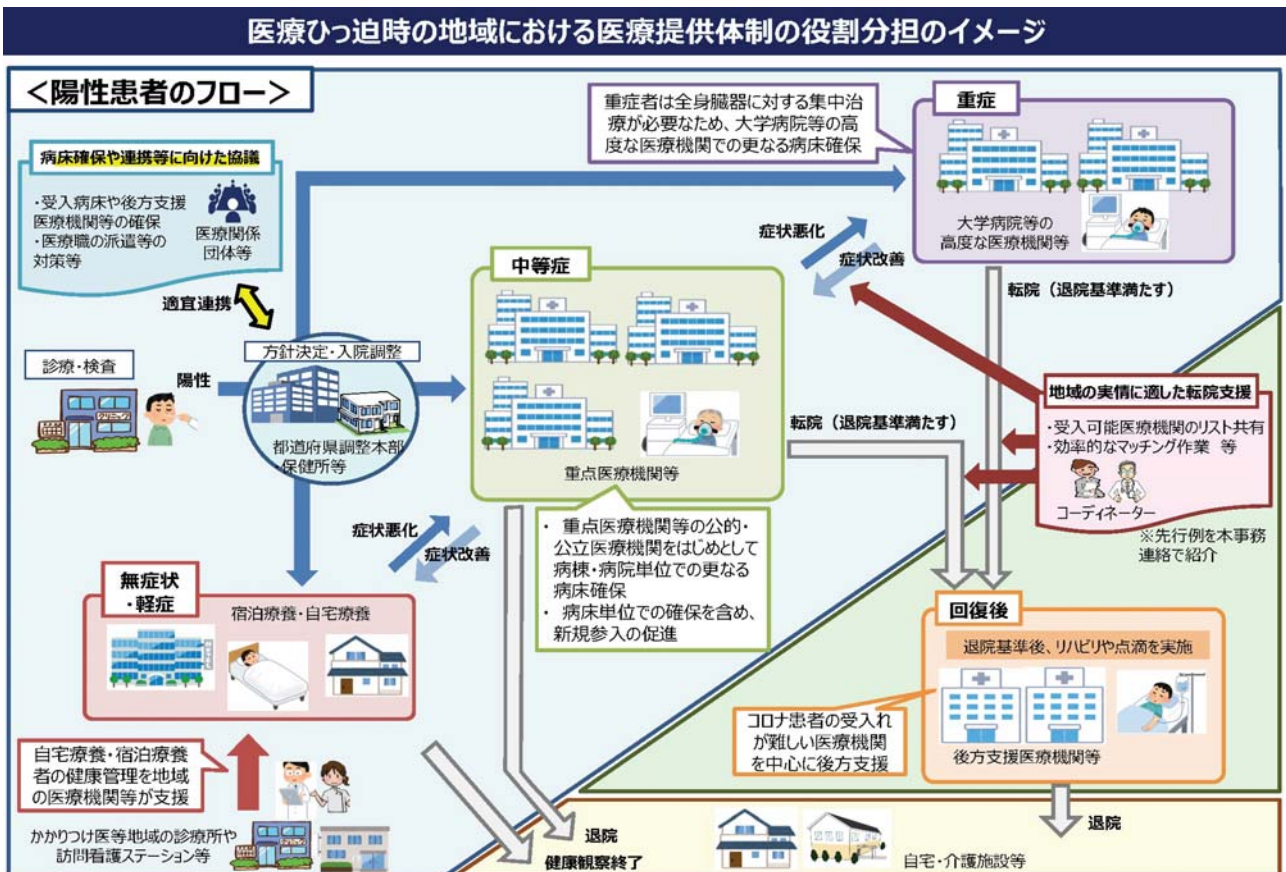 医療ひっ迫時の地域における医療提供体制の役割分担のイメージ
＜陽性患者のフロー＞
病床確保や連携等に向けた協議
・受入病床や後方支援
医療機関等の確保
・医療職の派遣等の
対策等
医療関係
団体等
適宜連携
診療・検査
クリニック
陽性
方針決定・入院調整
都道府県調整本部
・保健所等
重症者は全身臓器に対する集中治
療が必要なため、大学病院等の高
度な医療機関での更なる病床確保
重症
大学病院等の
高度な医療機関等
症状悪化
症状改善
中等症
重点医療機関等
転院（退院基準満たす）
転院（退院基準満たす）
地域の実情に適した転院支援
・受入可能医療機関のリスト共有
・効率的なマッチング作業 等
コーディネーター
※先行例を本事務
連絡で紹介
・ 重点医療機関等の公的・
公立医療機関をはじめとして
病棟・病院単位での更なる
病床確保
・ 病床単位での確保を含め、
新規参入の促進
症状悪化
症状改善
無症状
・軽症
宿泊療養・自宅療養
自宅療養・宿泊療養
者の健康管理を地域
の医療機関等が支援
かかりつけ医等地域の診療所や
訪問看護ステーション等
回復後
退院基準後、リハビリや点滴を実施
後方支援医療機関等
コロナ患者の受入れ
が難しい医療機関
を中心に後方支援
退院
健康観察終了
退院
自宅・介護施設等